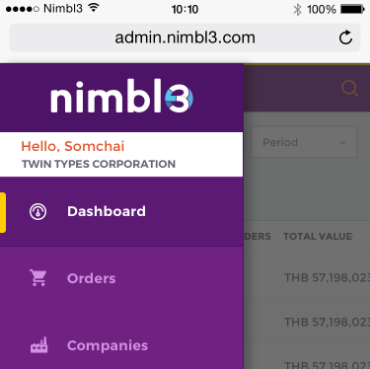 Nimbl3 10:10 100%
admin.nimbl3.com
nimbl3
Hello, Somchai
TWIN TYPES CORPORATION
Period
Dashboard
DERS TOTAL VALUE
Orders
THB 57,198,023
THB 57,198,023
Companies
THB 57,198,023